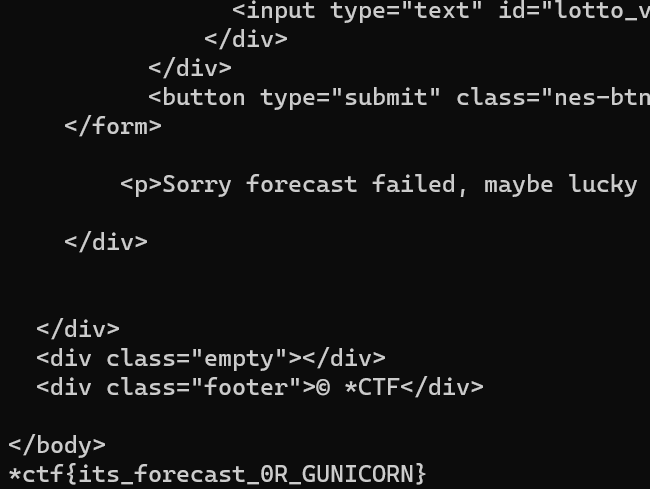 <input type="text" id="lotto_v
</div>
</div>
<button type="submit" class="nes-btn
</form>
<p>Sorry forecast failed, maybe lucky
</div>
</div>
<div class="empty"></div>
<div class="footer">© *CTF</div>
</body>
*ctf{its_forecast_0R_GUNICORN}